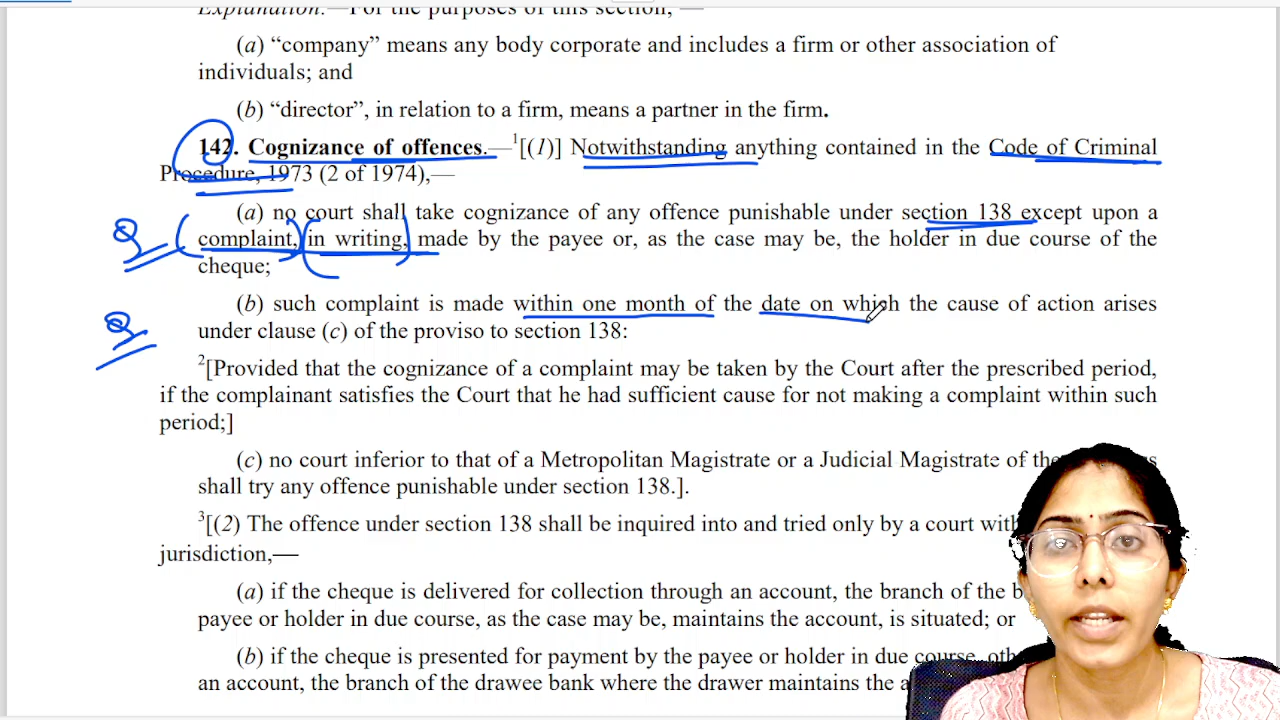 Explanation.—For the purposes of this section, —
(a) “company” means any body corporate and includes a firm or other association of
individuals; and
(b) “director”, in relation to a firm, means a partner in the firm.
142. Cognizance of offences.—1[(1)] Notwithstanding anything contained in the Code of Criminal
Procedure, 1973 (2 of 1974),—
(a) no court shall take cognizance of any offence punishable under section 138 except upon a
Q complaint, in writing, made by the payee or, as the case may be, the holder in due course of the
cheque;
(b) such complaint is made within one month of the date on which the cause of action arises
Q under clause (c) of the proviso to section 138:
2[Provided that the cognizance of a complaint may be taken by the Court after the prescribed period,
if the complainant satisfies the Court that he had sufficient cause for not making a complaint within such
period;]
(c) no court inferior to that of a Metropolitan Magistrate or a Judicial Magistrate of the
shall try any offence punishable under section 138.].
3[(2) The offence under section 138 shall be inquired into and tried only by a court
jurisdiction,—
(a) if the cheque is delivered for collection through an account, the branch of the
payee or holder in due course, as the case may be, maintains the account, is situated; or
(b) if the cheque is presented for payment by the payee or holder in due course,
an account, the branch of the drawee bank where the drawer maintains the